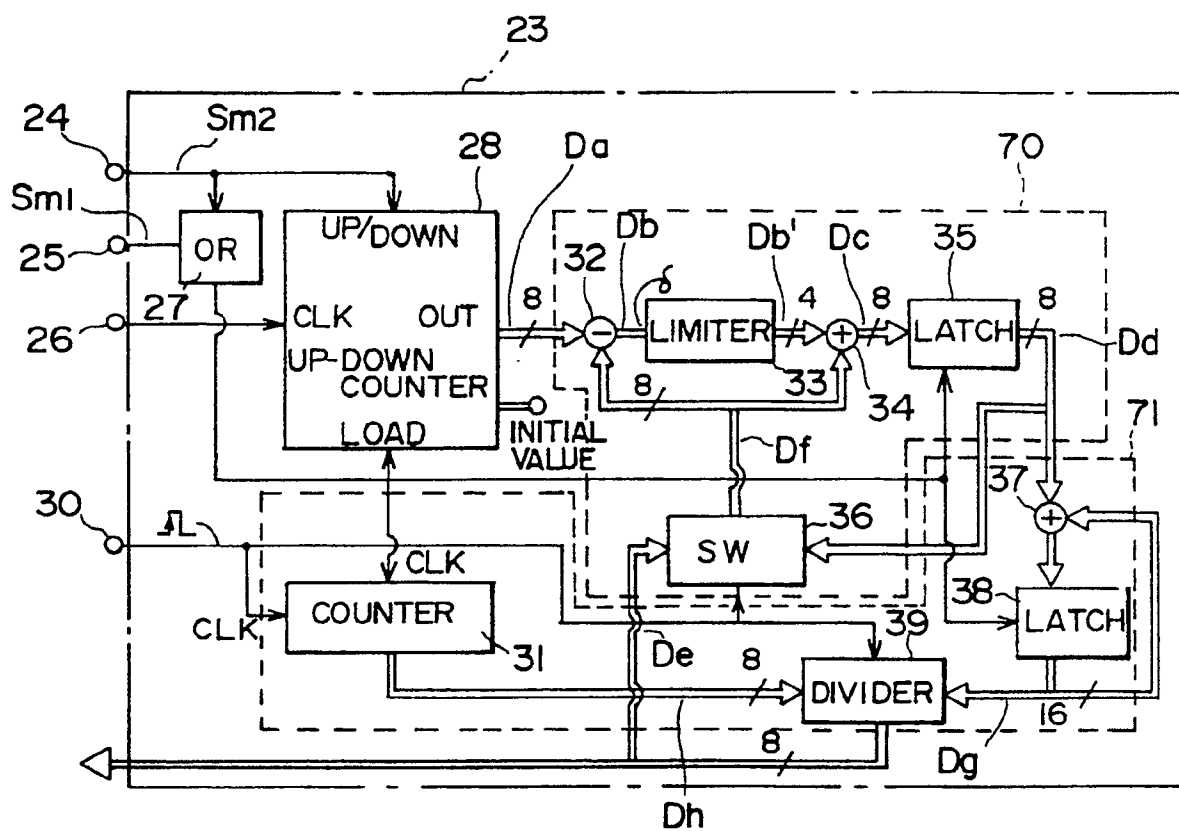 23
24
Sm2
28
Da
70
Sm1
25
OR
27
UP/DOWN
32
Db
δ
Db'
Dc
35
26
CLK
OUT
8
−
LIMITER
33
4
+
34
8
LATCH
8
Dd
UP-DOWN
COUNTER
8
LOAD
INITIAL
VALUE
Df
71
30
37
+
36
SW
CLK
38
LATCH
CLK
COUNTER
31
De
8
39
DIVIDER
16
8
Dg
Dh